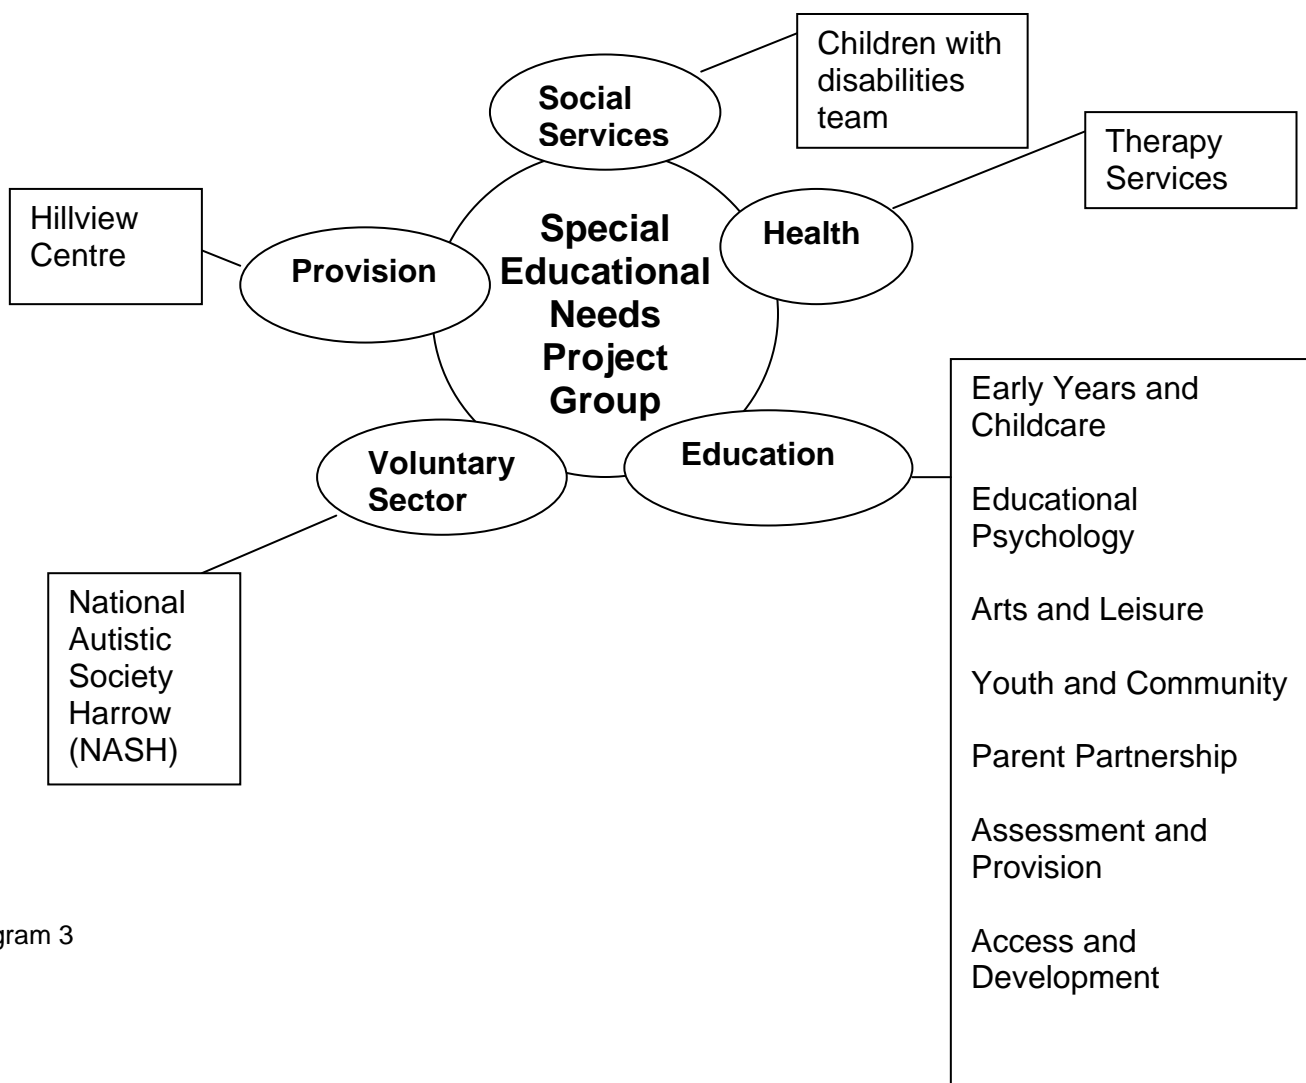 Children with
disabilities
team
Social
Services
Therapy
Services
Hillview
Centre
Health
Provision
Special
Educational
Needs
Project
Group
Early Years and
Childcare
Educational
Psychology
Arts and Leisure
Youth and Community
Parent Partnership
Assessment and
Provision
Access and
Development
Education
Voluntary
Sector
National
Autistic
Society
Harrow
(NASH)
gram 3